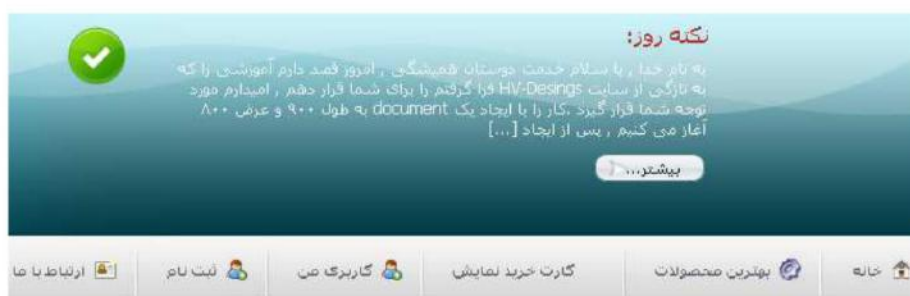 نکته روز:
به نام خدا , با سلام خدمت دوستان همیشگی , امروز قصد دارم آموزشی را که
به تازگی از سایت HV-Desings فرا گرفتم را برای شما قرار دهم , امیدارم مورد
توجه شما قرار گیرد .کار را با ایجاد یک document به طول ۹۰۰ و عرض ۸۰۰
آغاز می کنیم , پس از ایجاد [...]
بیشتر...
خانه
بهترین محصولات
کارت خرید نمایش
کاربری من
ثبت نام
ارتباط با ما